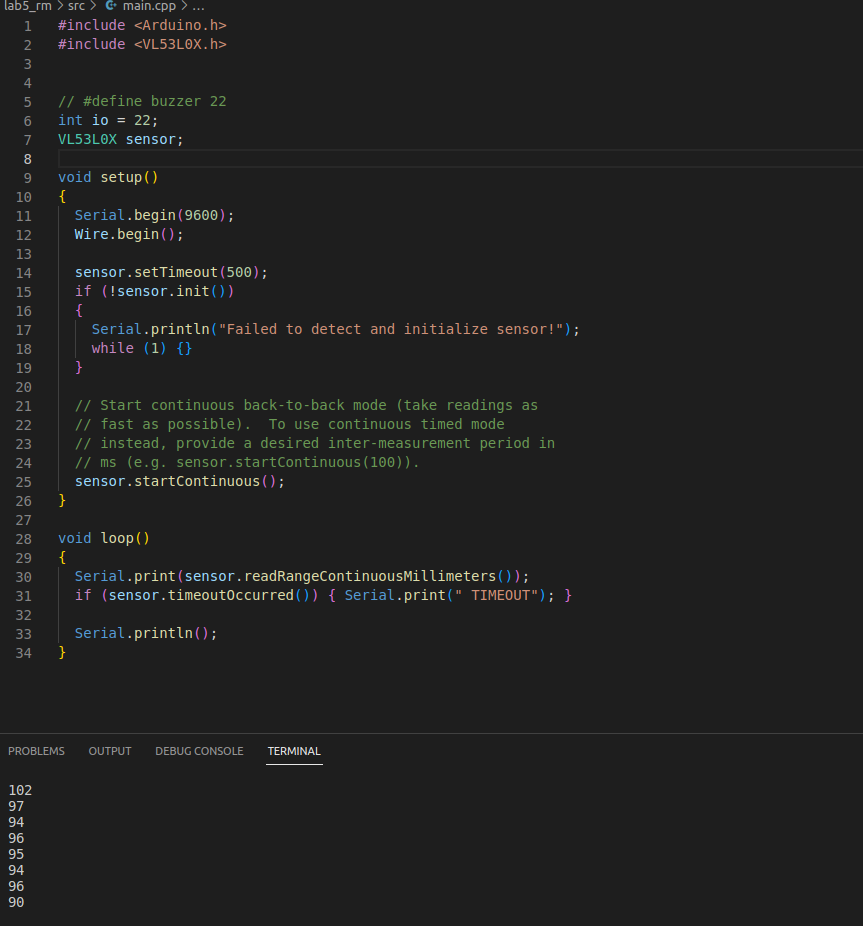 lab5_rm > src > main.cpp > ...
1 #include <Arduino.h>
2 #include <VL53L0X.h>
3
4
5 // #define buzzer 22
6 int io = 22;
7 VL53L0X sensor;
8
9 void setup()
10 {
11   Serial.begin(9600);
12   Wire.begin();
13
14   sensor.setTimeout(500);
15   if (!sensor.init())
16   {
17     Serial.println("Failed to detect and initialize sensor!");
18     while (1) {}
19   }
20
21   // Start continuous back-to-back mode (take readings as
22   // fast as possible).  To use continuous timed mode
23   // instead, provide a desired inter-measurement period in
24   // ms (e.g. sensor.startContinuous(100)).
25   sensor.startContinuous();
26 }
27
28 void loop()
29 {
30   Serial.print(sensor.readRangeContinuousMillimeters());
31   if (sensor.timeoutOccurred()) { Serial.print(" TIMEOUT"); }
32
33   Serial.println();
34 }
PROBLEMS OUTPUT DEBUG CONSOLE TERMINAL
102
97
94
96
95
94
96
90